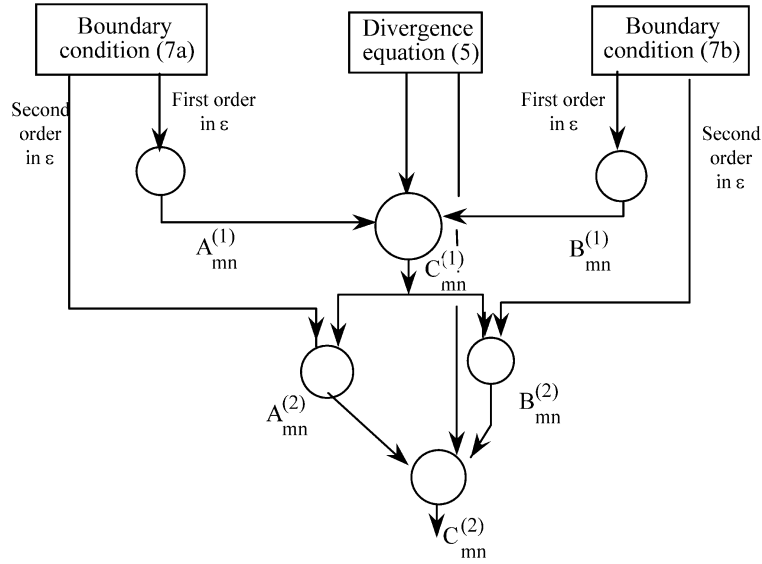 Boundary
condition (7a)
Divergence
equation (5)
Boundary
condition (7b)
Second
order
in ε
First order
in ε
First order
in ε
Second
order
in ε
A(1)mn
B(1)mn
C(1)mn
A(2)mn
B(2)mn
C(2)mn